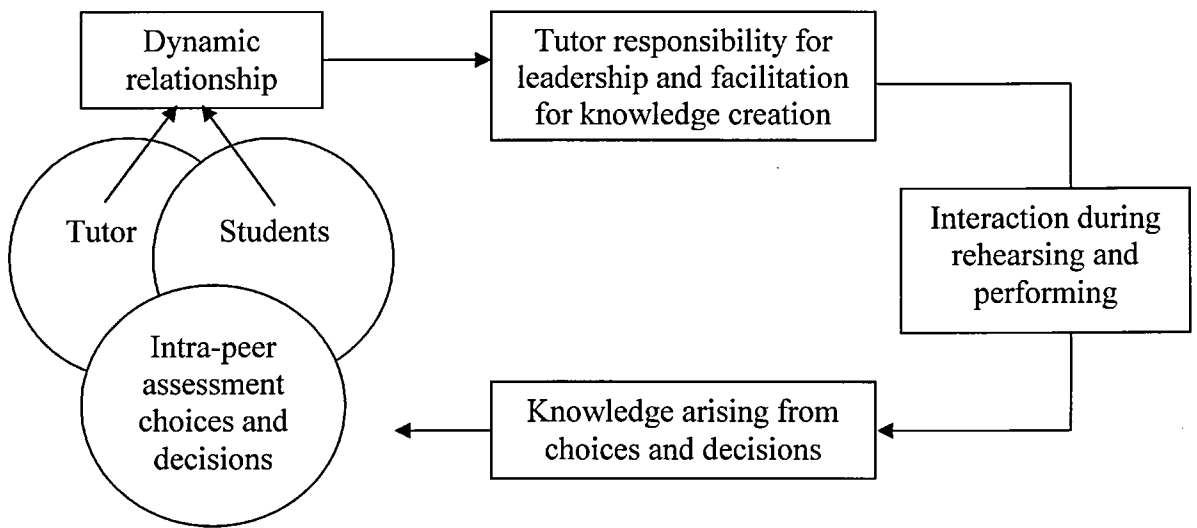 Dynamic
relationship
Tutor responsibility for
leadership and facilitation
for knowledge creation
Tutor
Students
Interaction during
rehearsing and
performing
Intra-peer
assessment
choices and
decisions
Knowledge arising from
choices and decisions